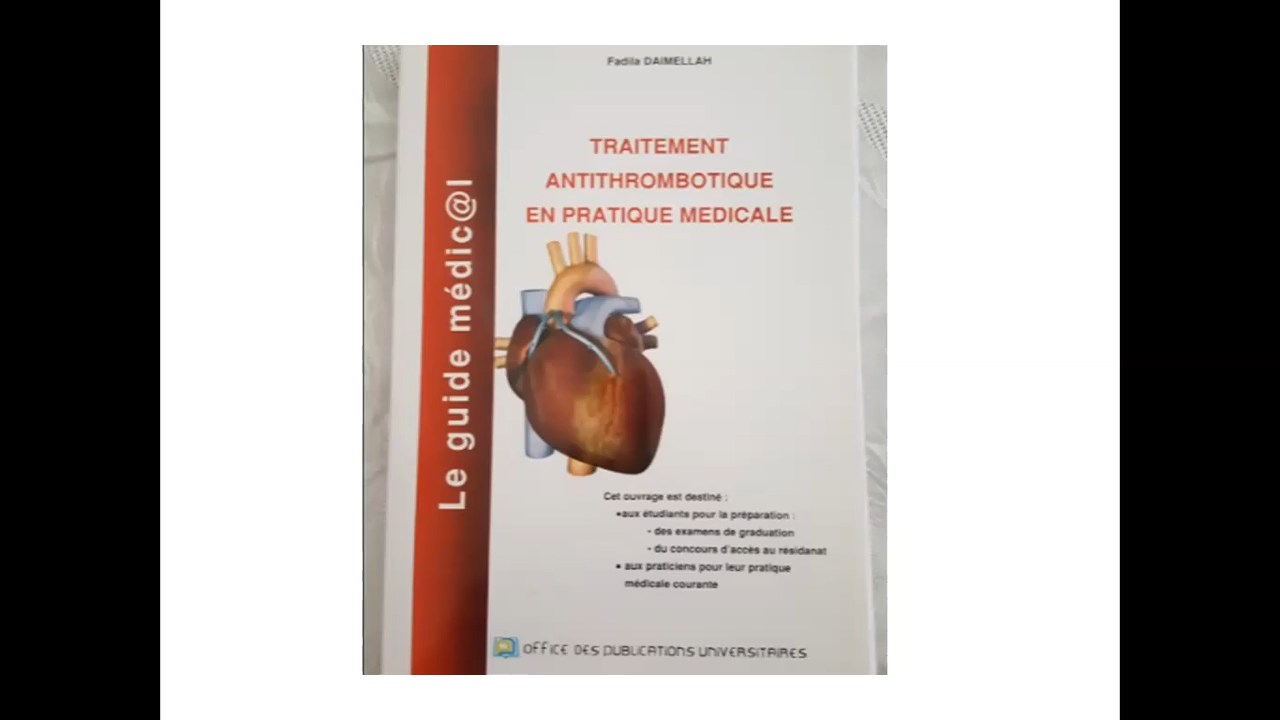 Fadila DAIMELLAH
TRAITEMENT
ANTITHROMBOTIQUE
EN PRATIQUE MEDICALE
Le guide médic@l
Cet ouvrage est destiné :
•aux étudiants pour la préparation :
- des examens de graduation
- du concours d'accès au résidanat
• aux praticiens pour leur pratique
médicale courante
OFFICE DES PUBLICATIONS UNIVERSITAIRES